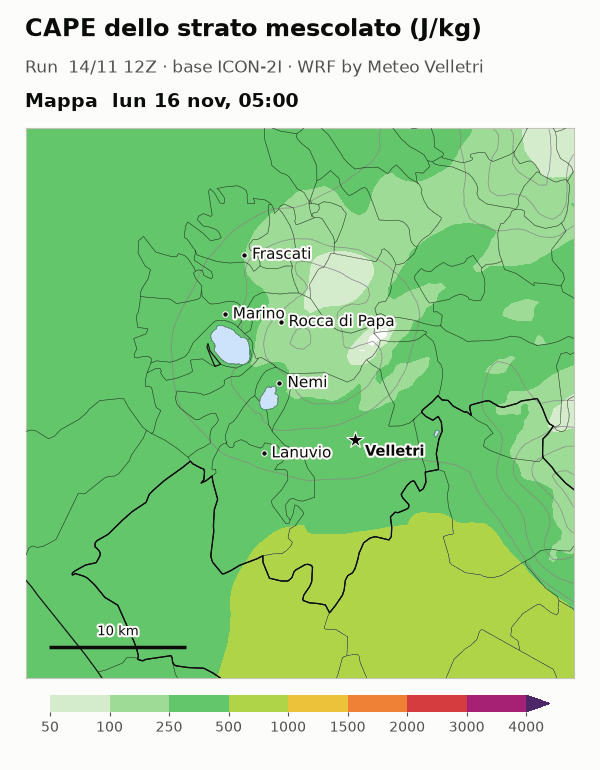 CAPE dello strato mescolato (J/kg)
Run  14/11 12Z · base ICON-2I · WRF by Meteo Velletri
Mappa  lun 16 nov, 05:00
Frascati
Marino
Rocca di Papa
Nemi
Velletri
Lanuvio
10 km
50 100 250 500 1000 1500 2000 3000 4000